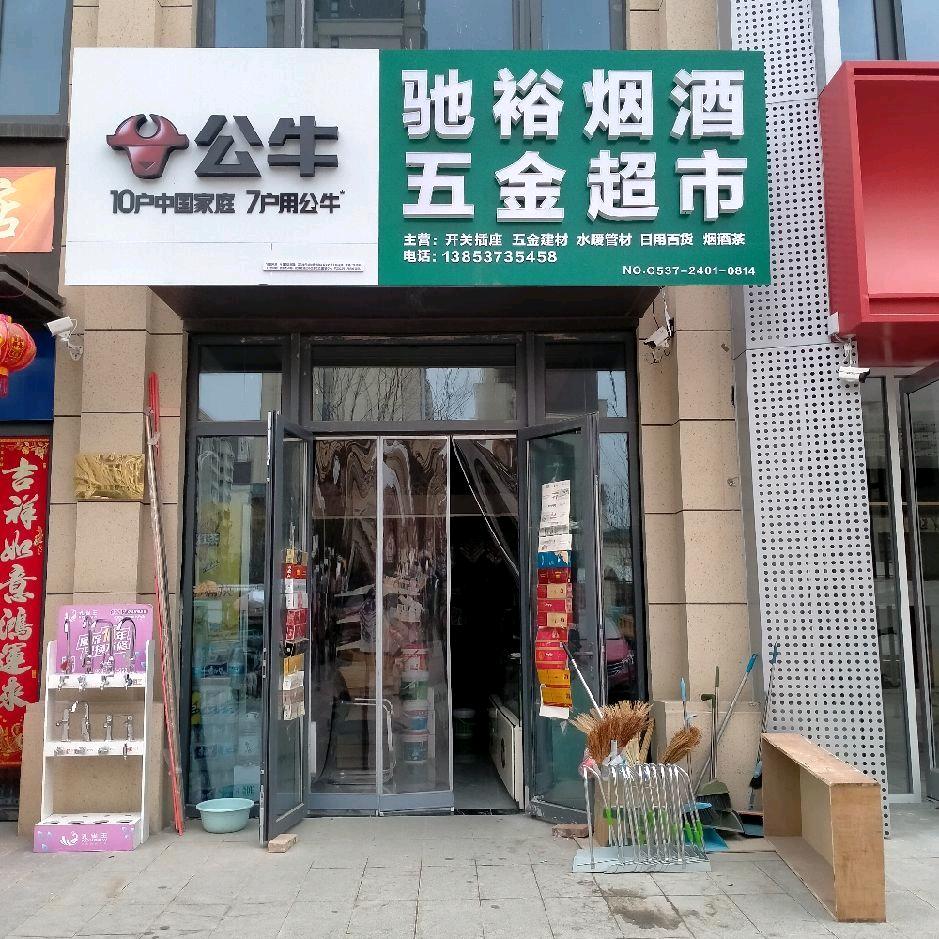 公牛
10户中国家庭 7户用公牛*
驰裕烟酒
五金超市
主营：开关插座 五金建材 水暖管材 日用百货 烟酒茶
电话：13853735458
NO.C537-2401-0814
吉祥如意鸿運來